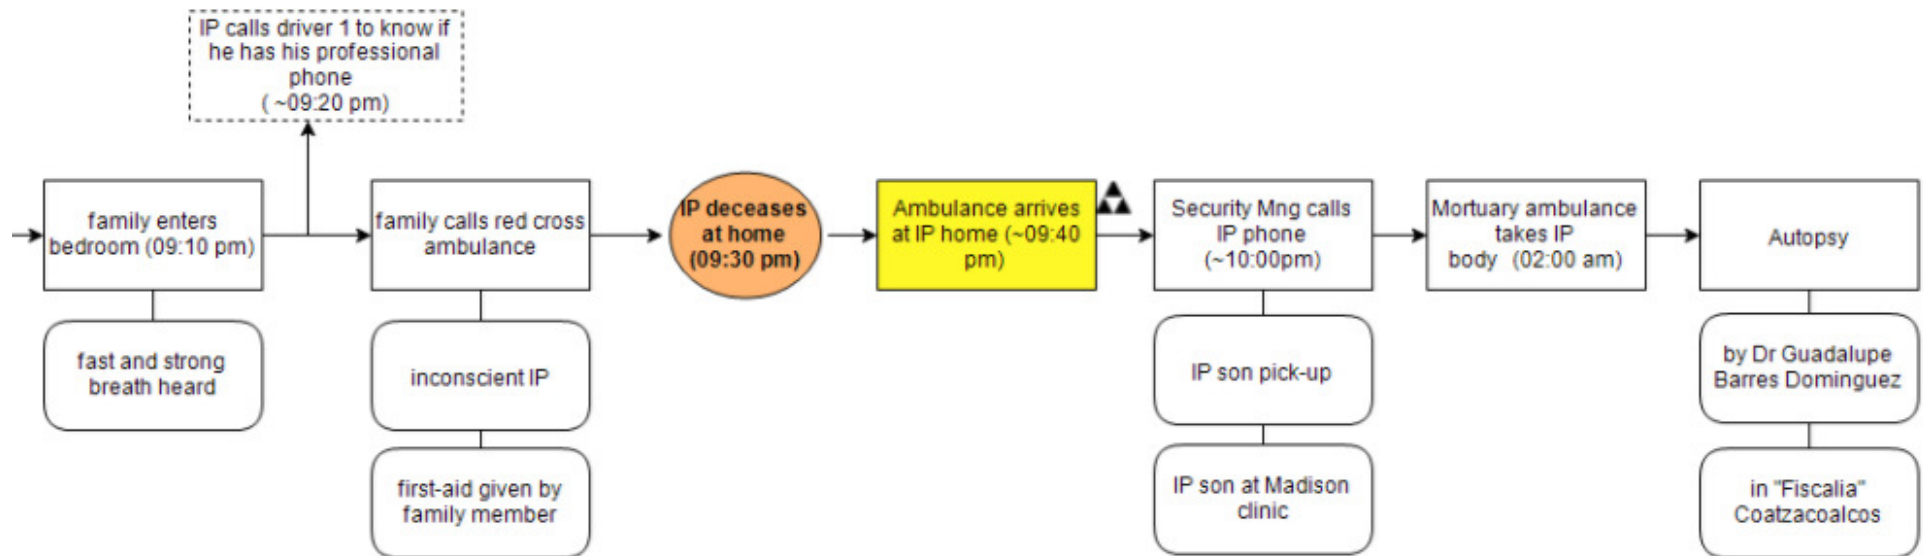 IP calls driver 1 to know if
he has his professional
phone
( ~09:20 pm)
family enters
bedroom (09:10 pm)
fast and strong
breath heard
family calls red cross
ambulance
inconscient IP
first-aid given by
family member
IP deceases
at home
(09:30 pm)
Ambulance arrives
at IP home (~09:40
pm)
Security Mng calls
IP phone
(~10:00pm)
IP son pick-up
IP son at Madison
clinic
Mortuary ambulance
takes IP
body (02:00 am)
Autopsy
by Dr Guadalupe
Barres Dominguez
in "Fiscalia"
Coatzacoalcos